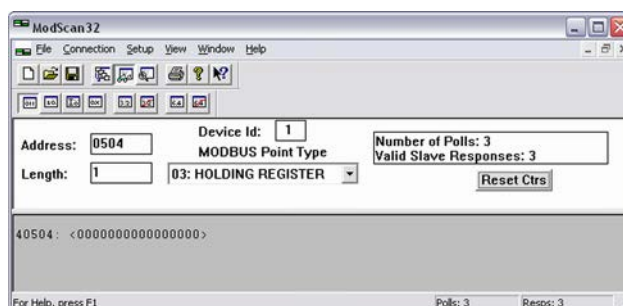 ModScan32
File Connection Setup View Window Help
Address: 0504
Device Id: 1
MODBUS Point Type
Length: 1
03: HOLDING REGISTER
Number of Polls: 3
Valid Slave Responses: 3
Reset Ctrs
40504: <0000000000000000>
For Help, press F1
Polls: 3
Resps: 3